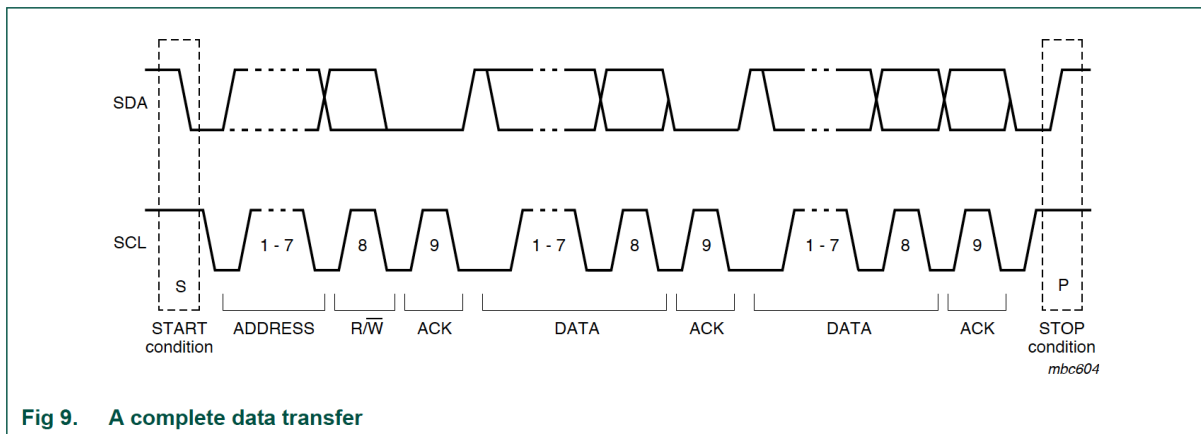 SDA
SCL
1 - 7 8 9 1 - 7 8 9 1 - 7 8 9
S P
START ADDRESS R/W̅ ACK DATA ACK DATA ACK STOP
condition condition
mbc604
Fig 9. A complete data transfer